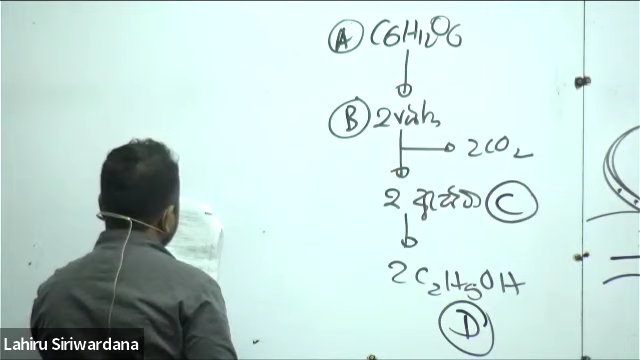 A C6H12O6
B 2
2CO2
2 C
2C2H5OH
D
Lahiru Siriwardana